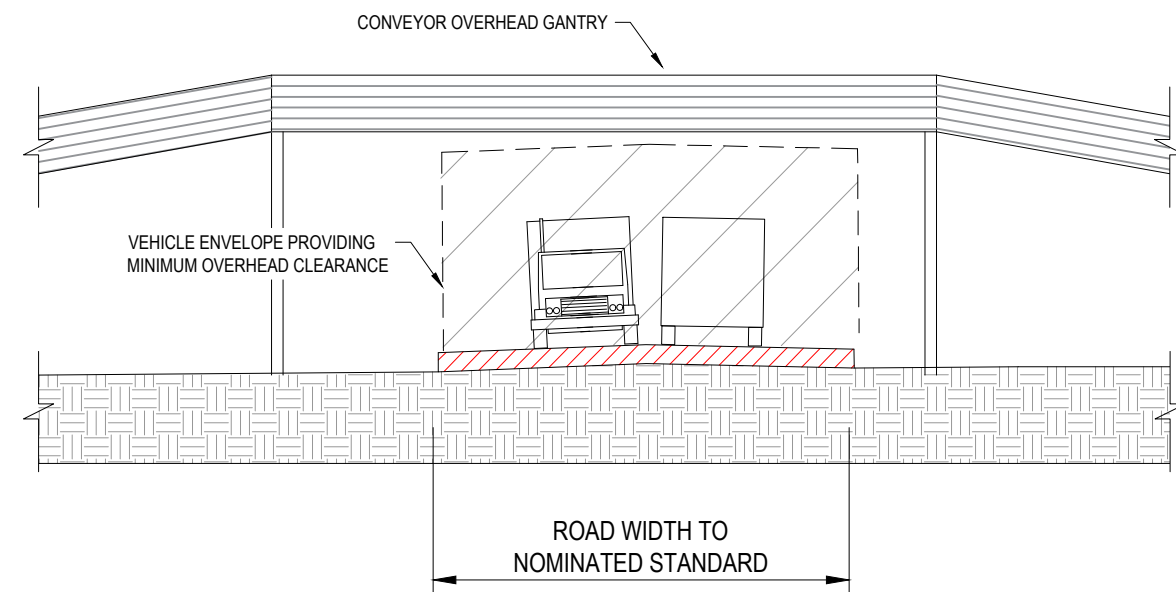 CONVEYOR OVERHEAD GANTRY
VEHICLE ENVELOPE PROVIDING
MINIMUM OVERHEAD CLEARANCE
ROAD WIDTH TO
NOMINATED STANDARD